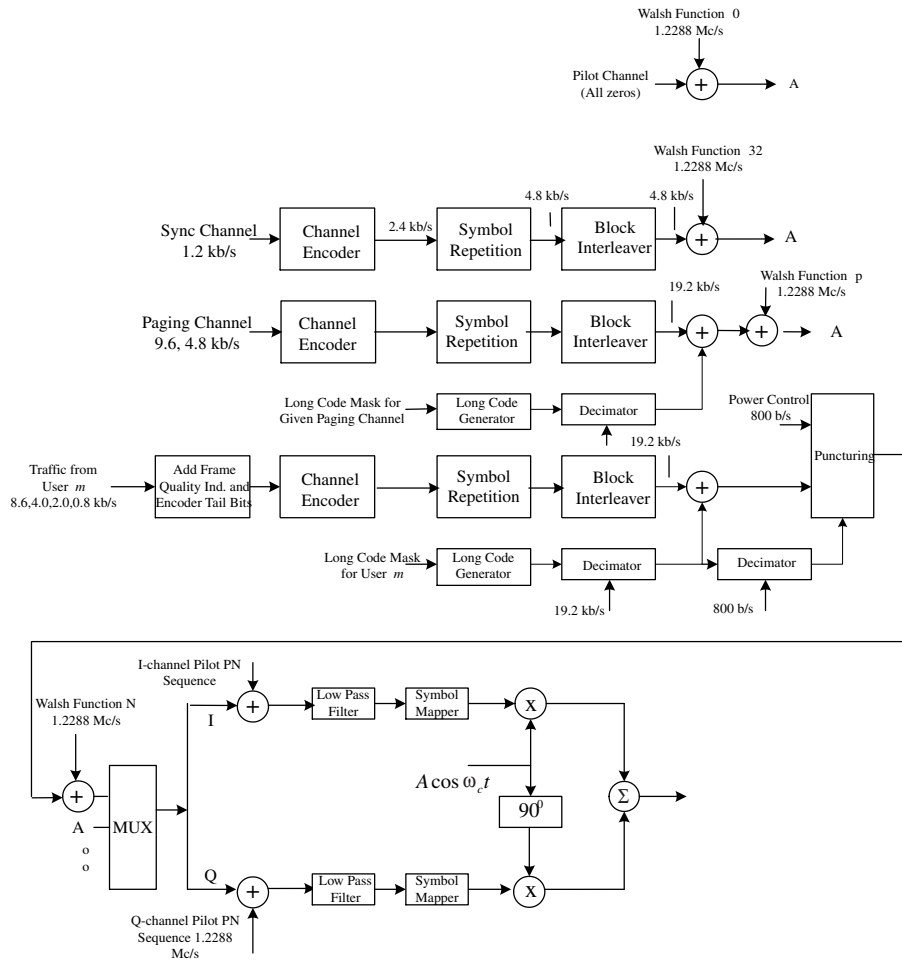 Walsh Function 0
1.2288 Mc/s
Pilot Channel
(All zeros)
+
A
Walsh Function 32
1.2288 Mc/s
Sync Channel
1.2 kb/s
Channel
Encoder
2.4 kb/s
Symbol
Repetition
4.8 kb/s
Block
Interleaver
4.8 kb/s
+
A
Walsh Function p
1.2288 Mc/s
Paging Channel
9.6, 4.8 kb/s
Channel
Encoder
Symbol
Repetition
Block
Interleaver
19.2 kb/s
+
+
A
Long Code Mask for
Given Paging Channel
Long Code
Generator
Decimator
19.2 kb/s
Power Control
800 b/s
Puncturing
Traffic from
User m
8.6,4.0,2.0,0.8 kb/s
Add Frame
Quality Ind. and
Encoder Tail Bits
Channel
Encoder
Symbol
Repetition
Block
Interleaver
+
Long Code Mask
for User m
Long Code
Generator
Decimator
Decimator
19.2 kb/s
800 b/s
I-channel Pilot PN
Sequence
Walsh Function N
1.2288 Mc/s
+
A
o
o
MUX
I
+
Low Pass
Filter
Symbol
Mapper
X
A cos ω_c t
90⁰
Σ
Q
+
Low Pass
Filter
Symbol
Mapper
X
Q-channel Pilot PN
Sequence 1.2288
Mc/s